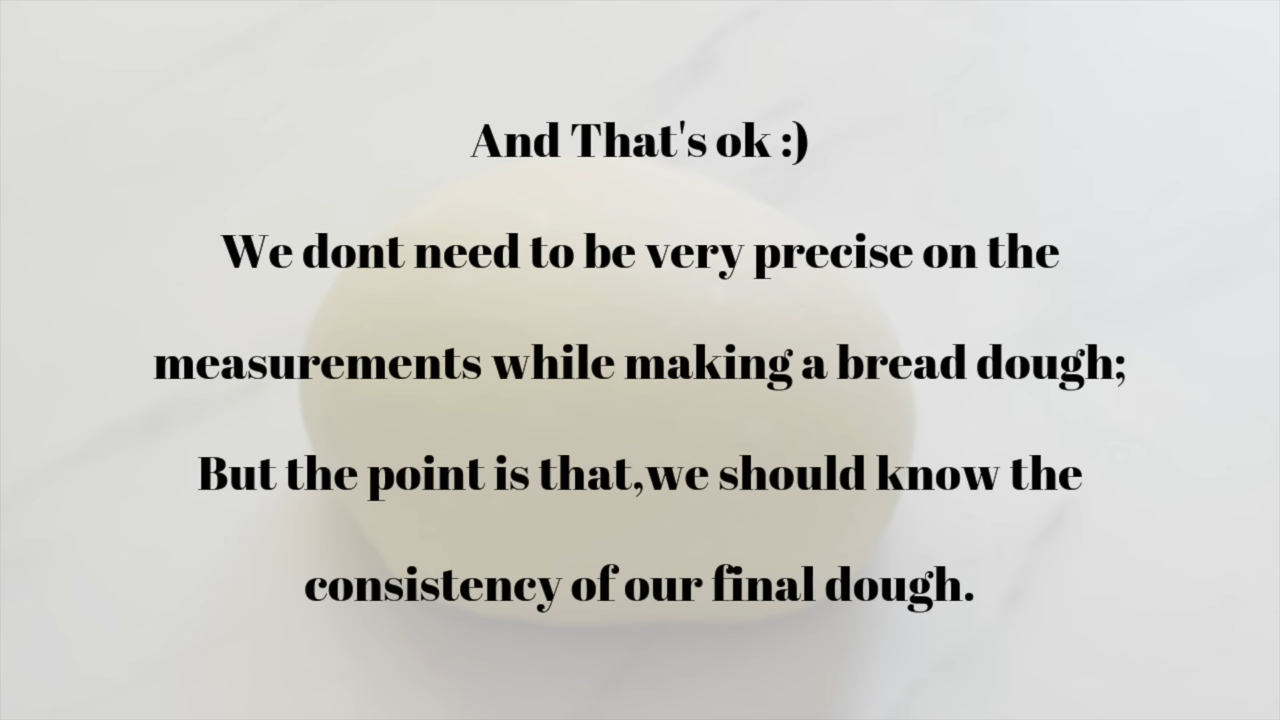 And That's ok :)
We dont need to be very precise on the
measurements while making a bread dough;
But the point is that,we should know the
consistency of our final dough.